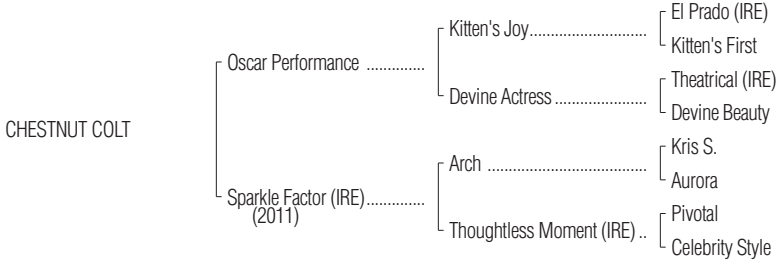 El Prado (IRE)
Kitten's Joy............................
Kitten's First
Oscar Performance ..............
Theatrical (IRE)
Devine Actress ......................
Devine Beauty
CHESTNUT COLT
Kris S.
Arch ......................................
Aurora
Sparkle Factor (IRE)..............
(2011)
Pivotal
Thoughtless Moment (IRE) ..
Celebrity Style